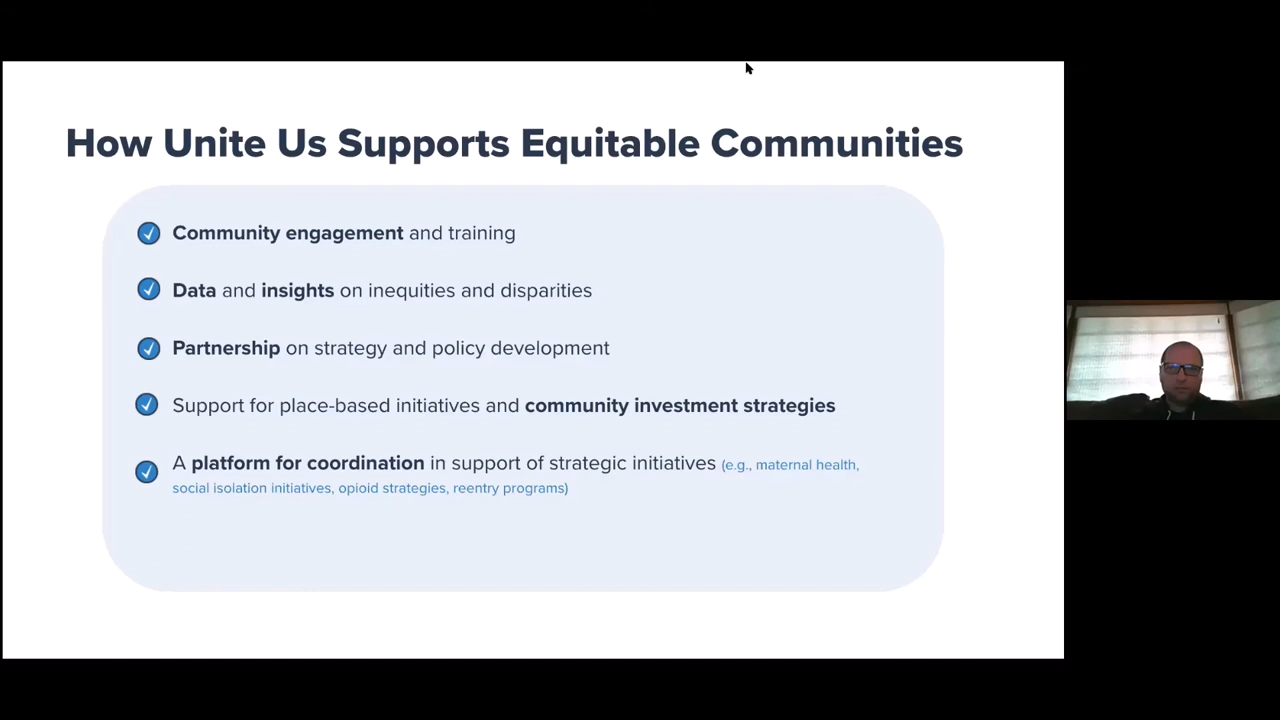 How Unite Us Supports Equitable Communities
Community engagement and training
Data and insights on inequities and disparities
Partnership on strategy and policy development
Support for place-based initiatives and community investment strategies
A platform for coordination in support of strategic initiatives (e.g., maternal health,
social isolation initiatives, opioid strategies, reentry programs)